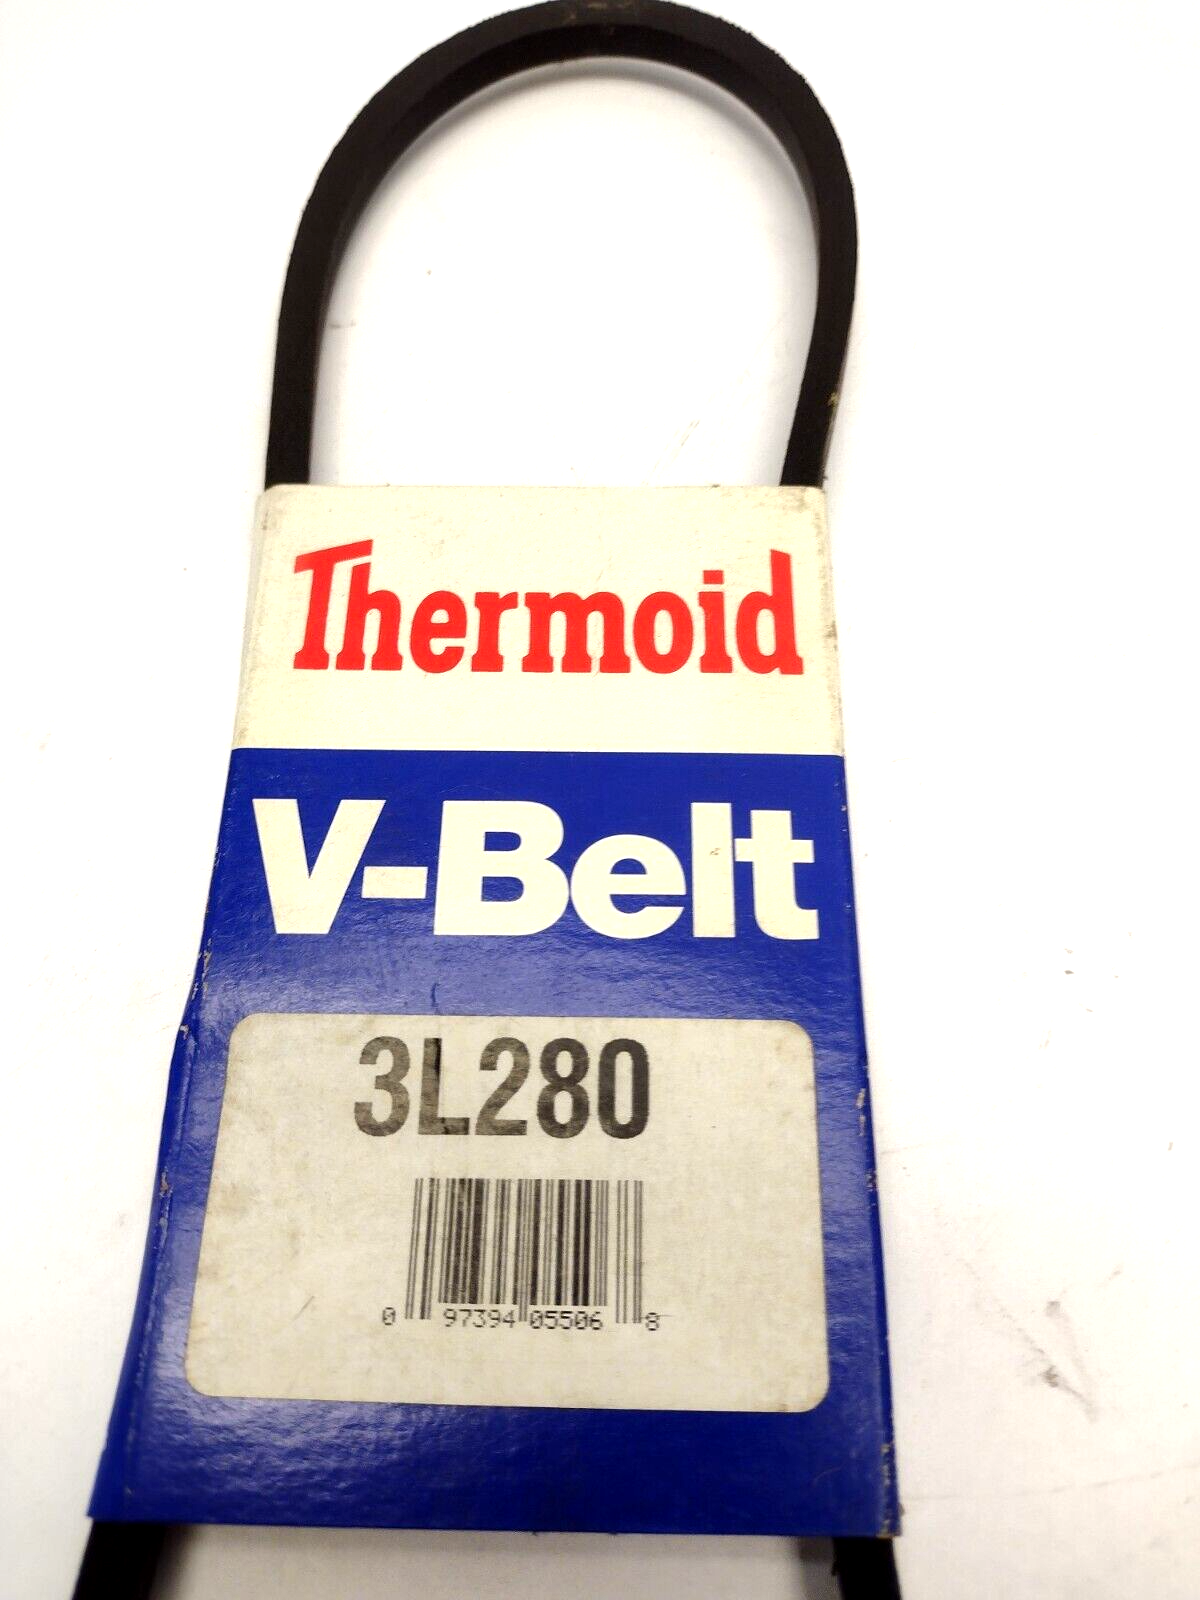 Thermoid
V-Belt
3L280
0 97394 05506 8